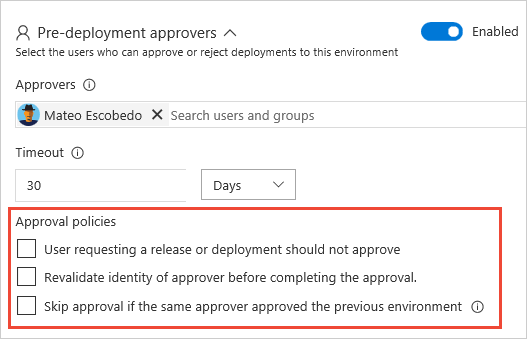 Pre-deployment approvers
Enabled
Select the users who can approve or reject deployments to this environment
Approvers
Mateo Escobedo Search users and groups
Timeout
30 Days
Approval policies
User requesting a release or deployment should not approve
Revalidate identity of approver before completing the approval.
Skip approval if the same approver approved the previous environment